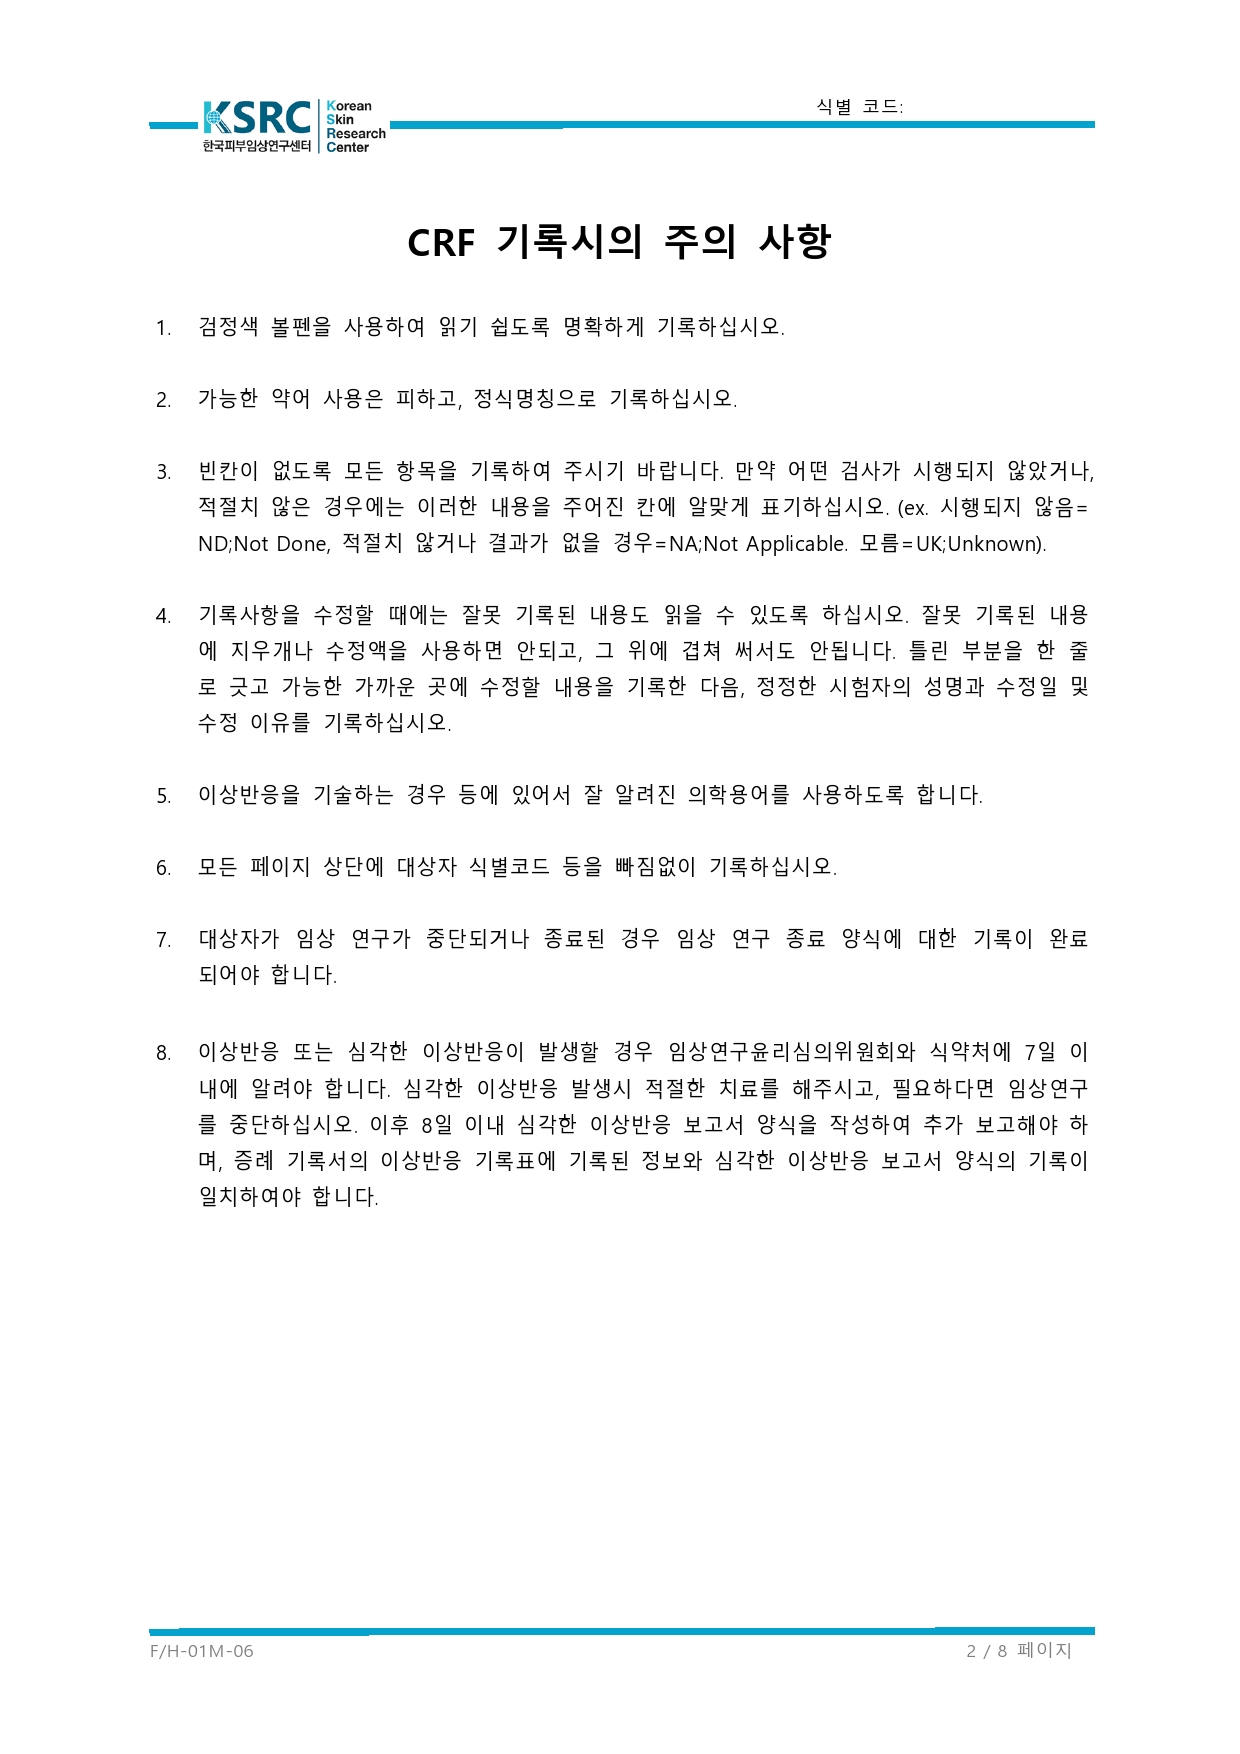 식별 코드:
KSRC
한국피부임상연구센터
Korean
Skin
Research
Center
CRF 기록시의 주의 사항
1. 검정색 볼펜을 사용하여 읽기 쉽도록 명확하게 기록하십시오.
2. 가능한 약어 사용은 피하고, 정식명칭으로 기록하십시오.
3. 빈칸이 없도록 모든 항목을 기록하여 주시기 바랍니다. 만약 어떤 검사가 시행되지 않았거나,
적절치 않은 경우에는 이러한 내용을 주어진 칸에 알맞게 표기하십시오. (ex. 시행되지 않음=
ND;Not Done, 적절치 않거나 결과가 없을 경우=NA;Not Applicable. 모름=UK;Unknown).
4. 기록사항을 수정할 때에는 잘못 기록된 내용도 읽을 수 있도록 하십시오. 잘못 기록된 내용
에 지우개나 수정액을 사용하면 안되고, 그 위에 겹쳐 써서도 안됩니다. 틀린 부분을 한 줄
로 긋고 가능한 가까운 곳에 수정할 내용을 기록한 다음, 정정한 시험자의 성명과 수정일 및
수정 이유를 기록하십시오.
5. 이상반응을 기술하는 경우 등에 있어서 잘 알려진 의학용어를 사용하도록 합니다.
6. 모든 페이지 상단에 대상자 식별코드 등을 빠짐없이 기록하십시오.
7. 대상자가 임상 연구가 중단되거나 종료된 경우 임상 연구 종료 양식에 대한 기록이 완료
되어야 합니다.
8. 이상반응 또는 심각한 이상반응이 발생할 경우 임상연구윤리심의위원회와 식약처에 7일 이
내에 알려야 합니다. 심각한 이상반응 발생시 적절한 치료를 해주시고, 필요하다면 임상연구
를 중단하십시오. 이후 8일 이내 심각한 이상반응 보고서 양식을 작성하여 추가 보고해야 하
며, 증례 기록서의 이상반응 기록표에 기록된 정보와 심각한 이상반응 보고서 양식의 기록이
일치하여야 합니다.
F/H-01M-06
2 / 8 페이지